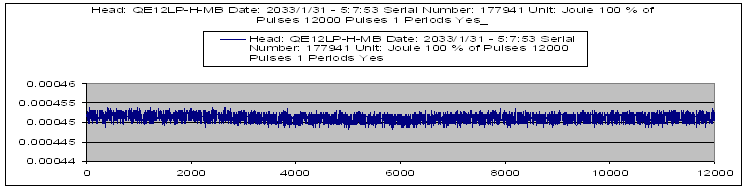 Head: QE12LP-H-MB Date: 2033/1/31 - 5:7:53 Serial Number: 177941 Unit: Joule 100 % of
Pulses 12000 Pulses 1 Periods Yes_
Head: QE12LP-H-MB Date: 2033/1/31 - 5:7:53 Serial
Number: 177941 Unit: Joule 100 % of Pulses 12000
Pulses 1 Periods Yes
0.00046
0.000455
0.00045
0.000445
0.00044
0 2000 4000 6000 8000 10000 12000